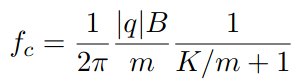 f_c = \frac{1}{2\pi} \frac{|q|B}{m} \frac{1}{K/m + 1}